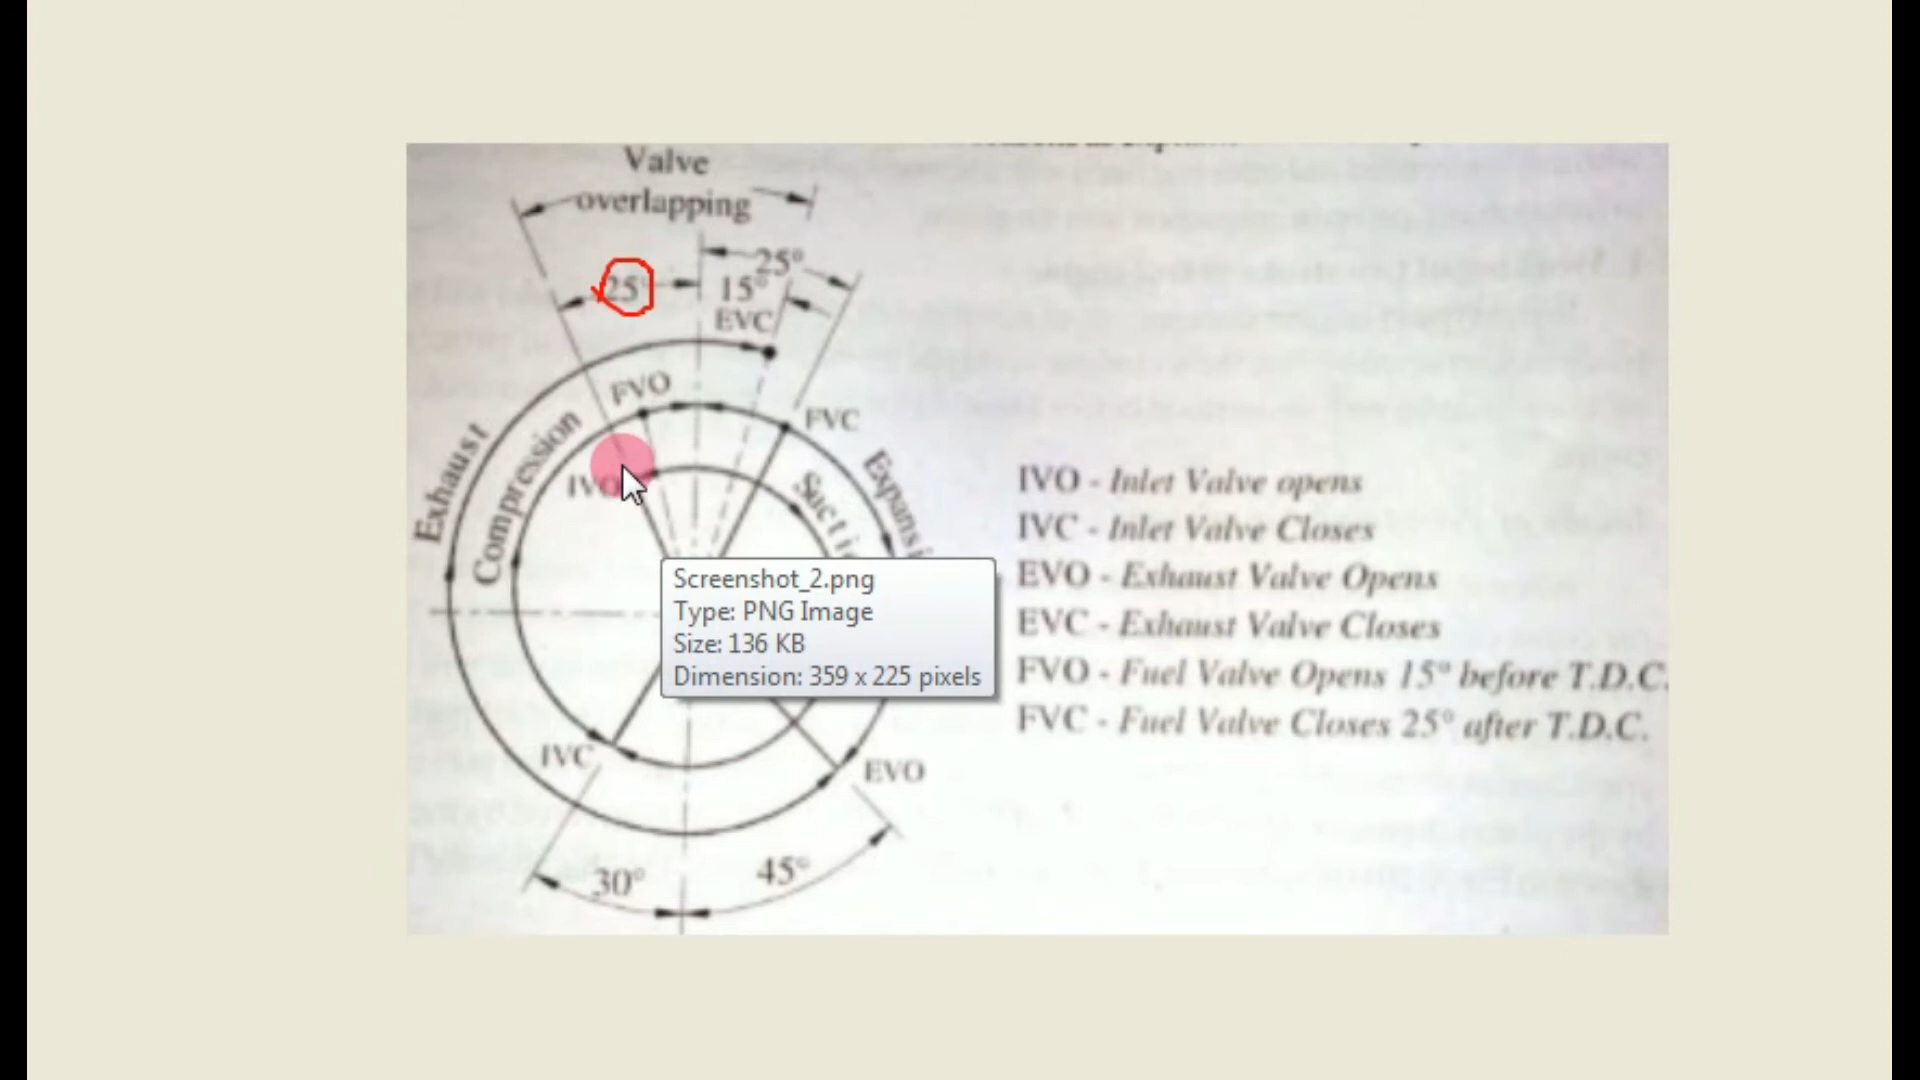 Valve
overlapping
25°
25°
15°
EVC
FVO
FVC
Exhaust
Compression
IVO
Suctio
Expansi
Screenshot_2.png
Type: PNG Image
Size: 136 KB
Dimension: 359 x 225 pixels
IVC
EVO
30°
45°
IVO - Inlet Valve opens
IVC - Inlet Valve Closes
EVO - Exhaust Valve Opens
EVC - Exhaust Valve Closes
FVO - Fuel Valve Opens 15° before T.D.C.
FVC - Fuel Valve Closes 25° after T.D.C.